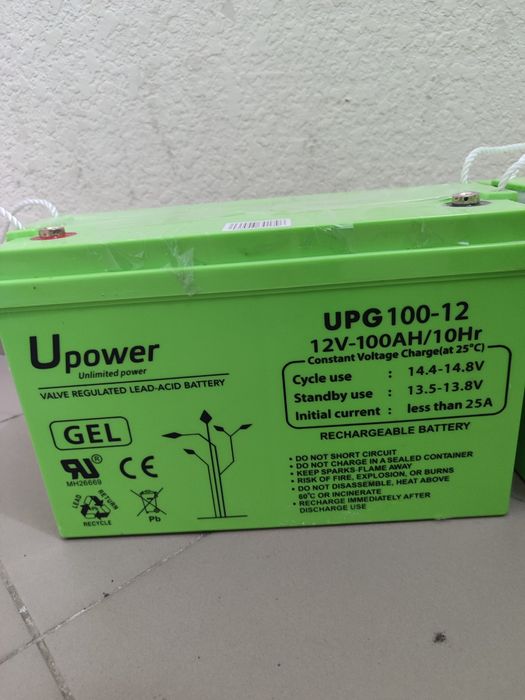 Upower
Unlimited power
VALVE REGULATED LEAD-ACID BATTERY
GEL
MH26669
LEAD RETURN
RECYCLE
Pb
UPG100-12
12V-100AH/10Hr
Constant Voltage Charge(at 25°C)
Cycle use : 14.4-14.8V
Standby use : 13.5-13.8V
Initial current : less than 25A
RECHARGEABLE BATTERY
• DO NOT SHORT CIRCUIT
• DO NOT CHARGE IN A SEALED CONTAINER
• KEEP SPARKS-FLAME AWAY
• RISK OF FIRE, EXPLOSION, OR BURNS
• DO NOT DISASSEMBLE, HEAT ABOVE
60°C OR INCINERATE
• RECHARGE IMMEDIATELY AFTER
DISCHARGE USE